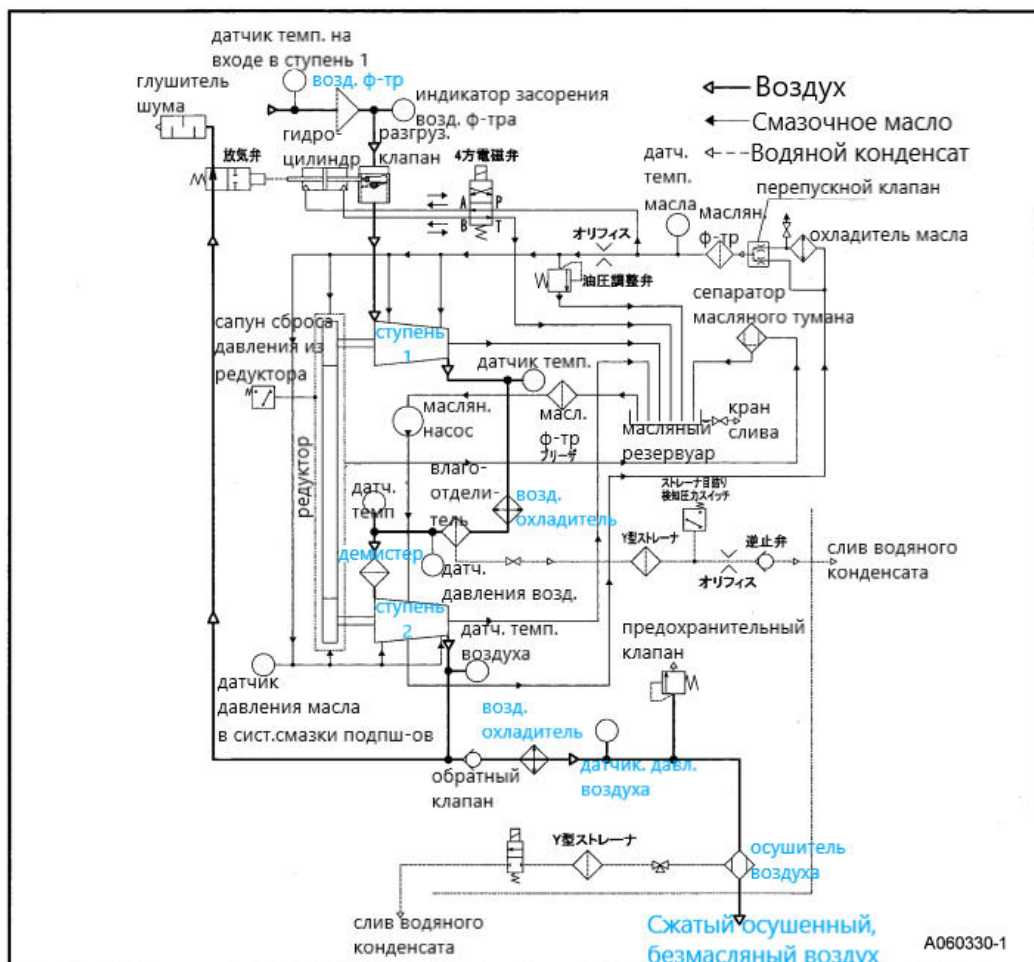 датчик темп. на
входе в ступень 1
возд. ф-тр
глушитель
шума
индикатор засорения
возд. ф-тра
гидро-
цилиндр
разгруз.
клапан
放気弁
4方電磁弁
A
P
B
T
Воздух
Смазочное масло
Водяной конденсат
датч.
темп.
масла
перепускной клапан
маслян.
ф-тр
охладитель масла
オリフィス
油圧調整弁
сепаратор
масляного тумана
сапун сброса
давления из
редуктора
ступень
1
датчик темп.
маслян.
насос
масл.
ф-тр
ブリーザ
масляный
резервуар
кран
слива
редуктор
датч.
темп
влаго-
отдели-
тель
возд.
охладитель
ストレーナ目詰り
検知圧力スイッチ
демистер
датч.
давления возд.
Y型ストレーナ
オリフィス
逆止弁
слив водяного
конденсата
ступень
2
датч. темп.
воздуха
предохранительный
клапан
датчик
давления масла
в сист.смазки подпш-ов
возд.
охладитель
обратный
клапан
датчик. давл.
воздуха
Y型ストレーナ
осушитель
воздуха
слив водяного
конденсата
Сжатый осушенный,
безмасляный воздух
A060330-1